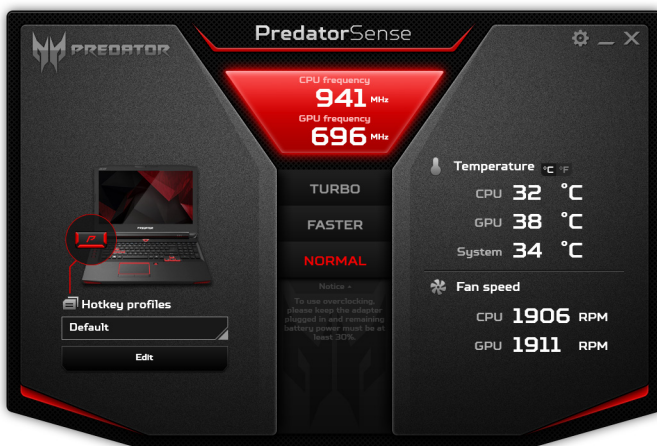 PredatorSense
PREDATOR
CPU frequency
941 MHz
GPU frequency
696 MHz
TURBO
FASTER
NORMAL
Notice
To use overclocking,
please keep the adapter
plugged in and remaining
battery power must be at
least 30%.
Hotkey profiles
Default
Edit
Temperature °C °F
CPU 32 °C
GPU 38 °C
System 34 °C
Fan speed
CPU 1906 RPM
GPU 1911 RPM